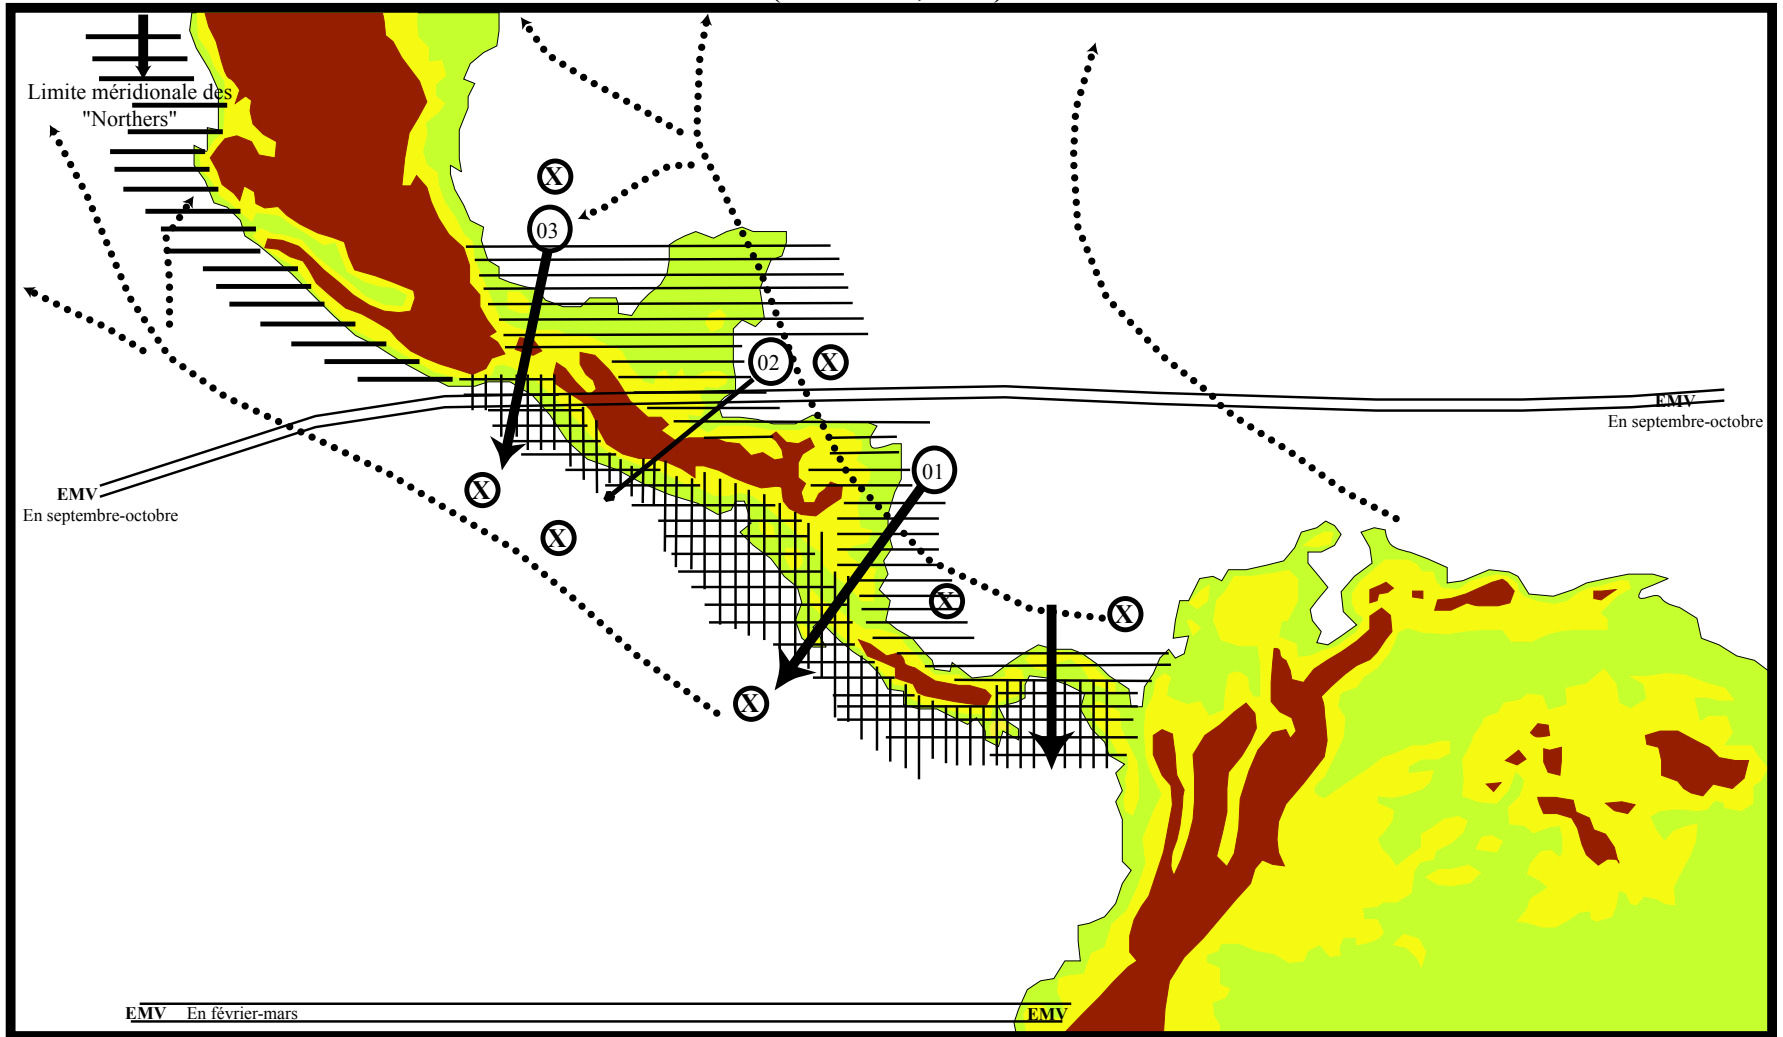 Limite méridionale des
"Northers"
X
03
02
X
EMV
En septembre-octobre
01
X
EMV
En septembre-octobre
X
X
X
X
EMV En février-mars
EMV